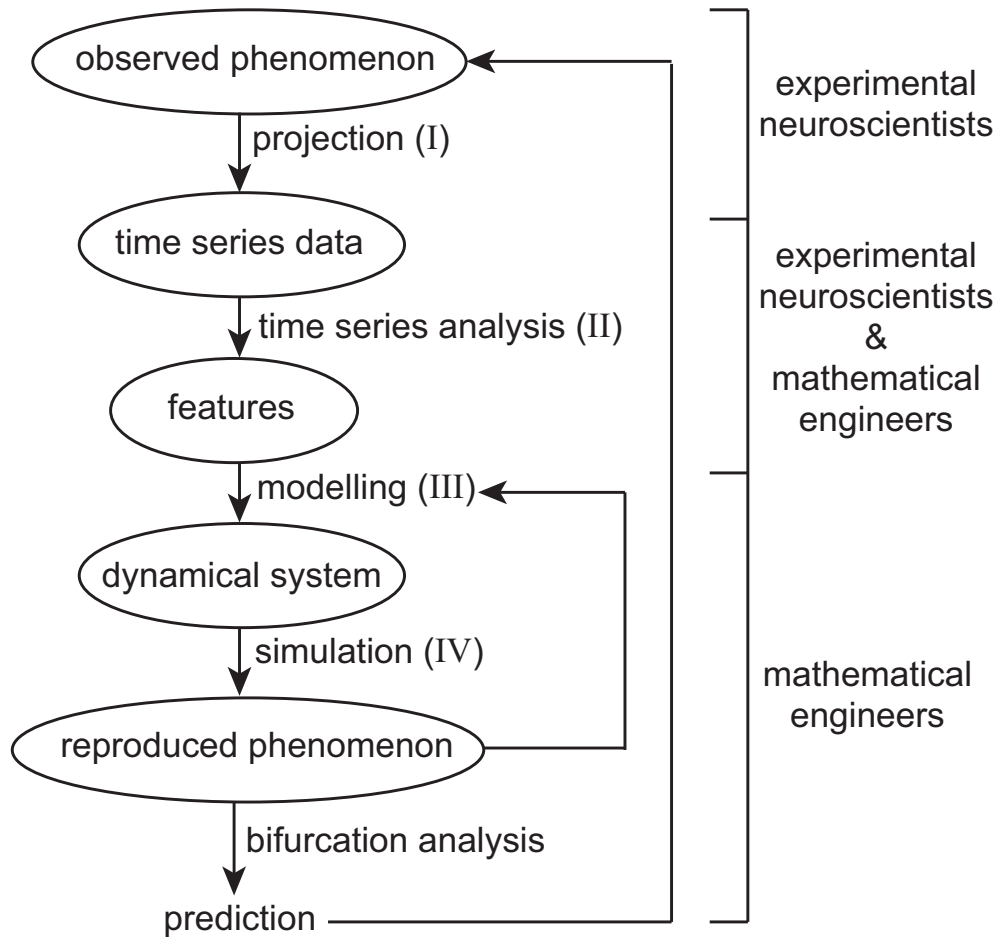 observed phenomenon
projection (I)
time series data
time series analysis (II)
features
modelling (III)
dynamical system
simulation (IV)
reproduced phenomenon
bifurcation analysis
prediction
experimental
neuroscientists
experimental
neuroscientists
&
mathematical
engineers
mathematical
engineers